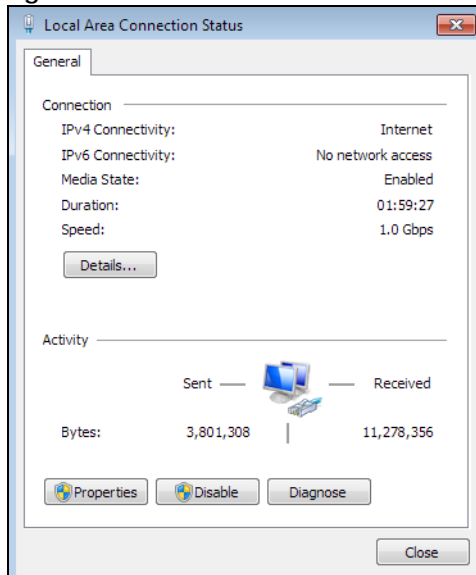 Local Area Connection Status
General
Connection
IPv4 Connectivity: Internet
IPv6 Connectivity: No network access
Media State: Enabled
Duration: 01:59:27
Speed: 1.0 Gbps
Details...
Activity
Sent Received
Bytes: 3,801,308 11,278,356
Properties Disable Diagnose
Close